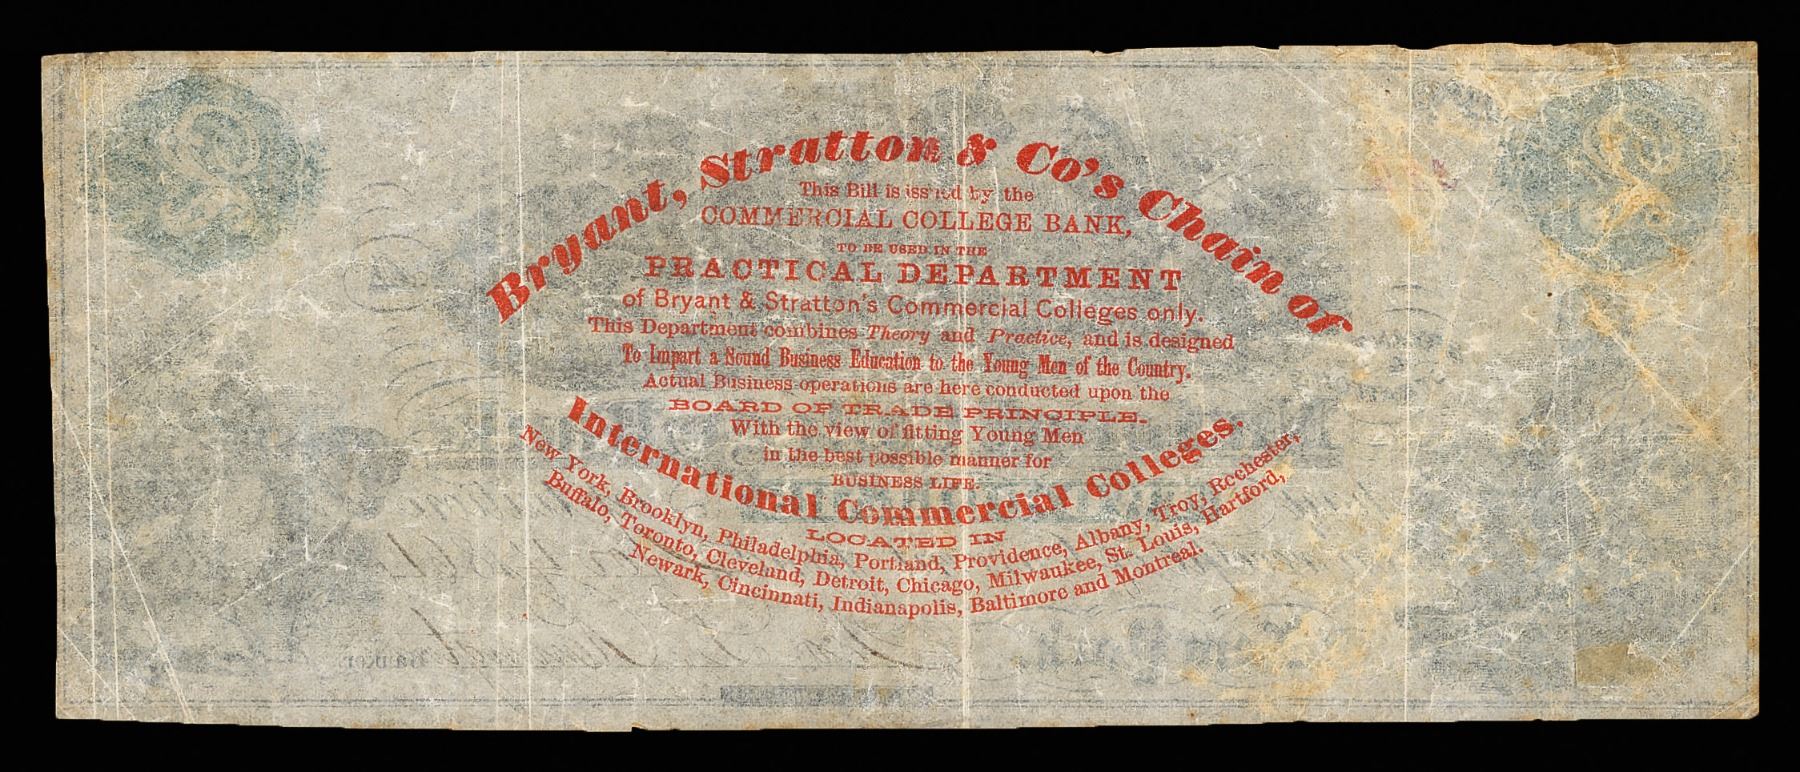 Bryant, Stratton & Co's Chain of
This Bill is issued by the
COMMERCIAL COLLEGE BANK,
TO BE USED IN THE
PRACTICAL DEPARTMENT
of Bryant & Stratton's Commercial Colleges only.
This Department combines Theory and Practice, and is designed
To Impart a Sound Business Education to the Young Men of the Country.
Actual Business operations are here conducted upon the
BOARD OF TRADE PRINCIPLE.
With the view of fitting Young Men
in the best possible manner for
BUSINESS LIFE.
International Commercial Colleges.
LOCATED IN
New York, Brooklyn, Philadelphia, Portland, Providence, Albany, Troy, Rochester,
Buffalo, Toronto, Cleveland, Detroit, Chicago, Milwaukee, St. Louis, Hartford,
Newark, Cincinnati, Indianapolis, Baltimore and Montreal.
Banker